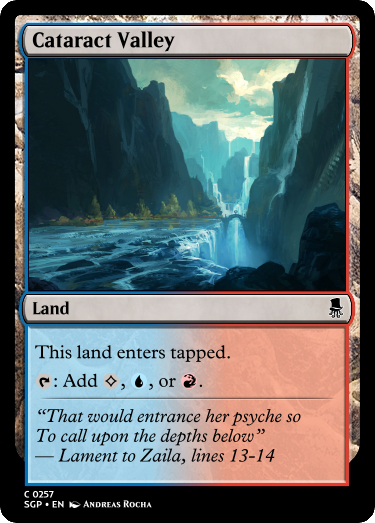 Cataract Valley
Land
This land enters tapped.
: Add , , or .
“That would entrance her psyche so
To call upon the depths below”
— Lament to Zaila, lines 13-14
C 0257
SGP • EN Andreas Rocha